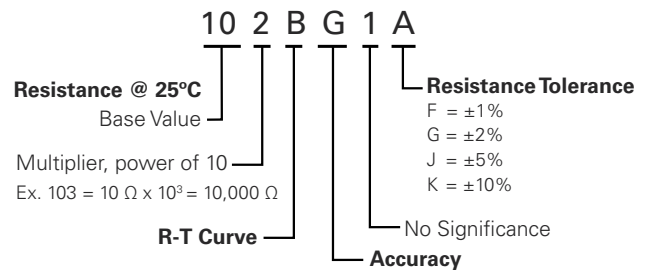 10 2 B G 1 A
Resistance @ 25ºC
Base Value
Multiplier, power of 10
Ex. 103 = 10 Ω x 10³ = 10,000 Ω
R-T Curve
Resistance Tolerance
F = ±1%
G = ±2%
J = ±5%
K = ±10%
No Significance
Accuracy